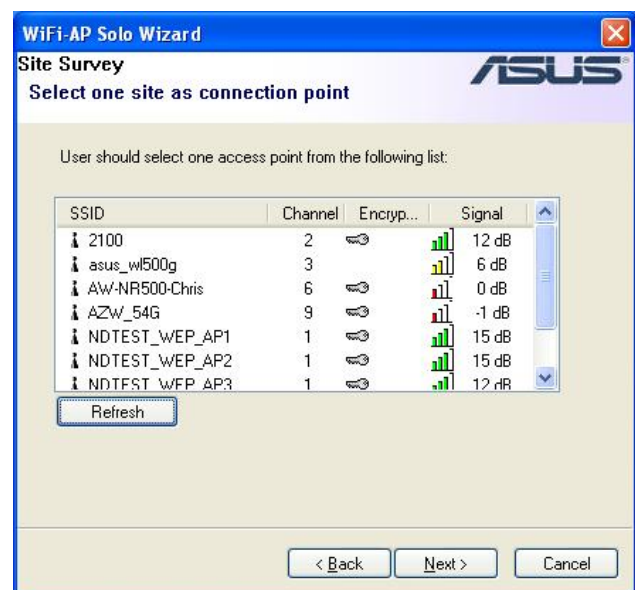 WiFi-AP Solo Wizard
Site Survey
Select one site as connection point
ASUS
User should select one access point from the following list:
SSID Channel Encryp... Signal
2100 2 12 dB
asus_wl500g 3 6 dB
AW-NR500-Chris 6 0 dB
AZW_54G 9 -1 dB
NDTEST_WEP_AP1 1 15 dB
NDTEST_WEP_AP2 1 15 dB
NDTEST_WEP_AP3 1 12 dB
Refresh
< Back Next > Cancel